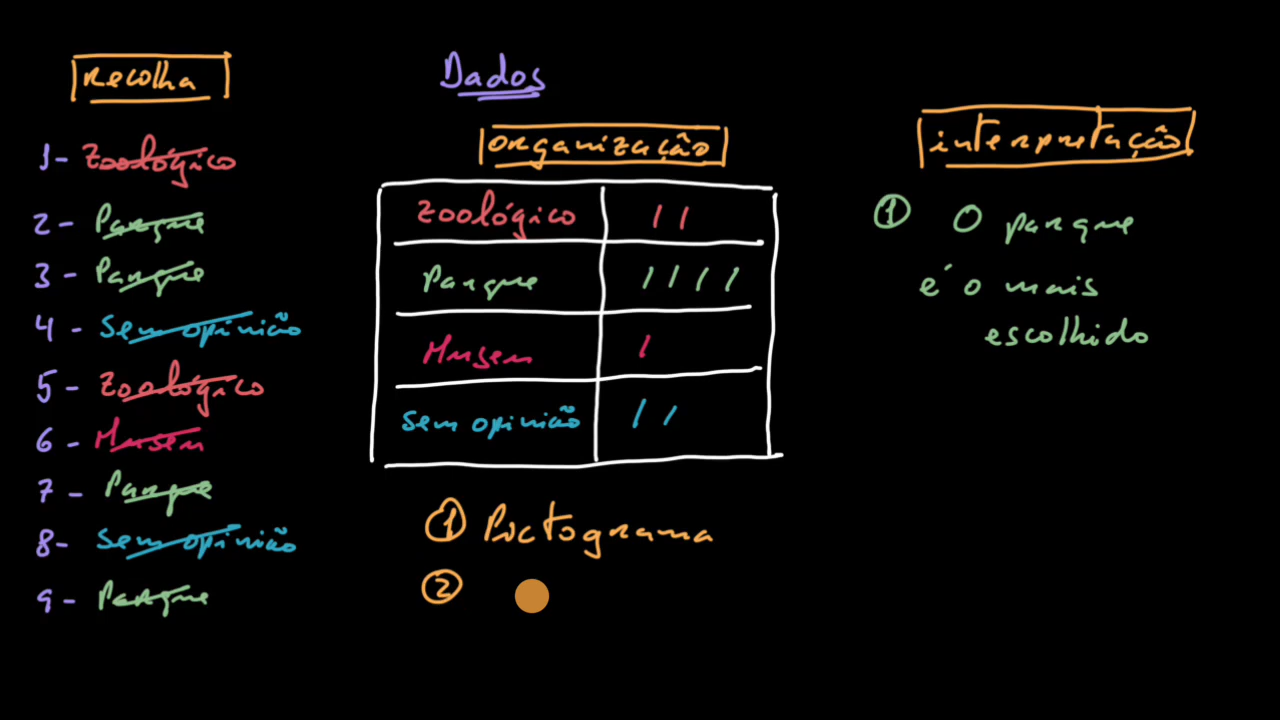 Recolha
1- Zoológico
2- Parque
3- Parque
4- Sem opinião
5- Zoológico
6- Museu
7- Parque
8- Sem opinião
9- Parque
Dados
organização
Zoológico
Parque
Museu
Sem opinião
1 Pictograma
2
interpretação
1 O parque
é o mais
escolhido